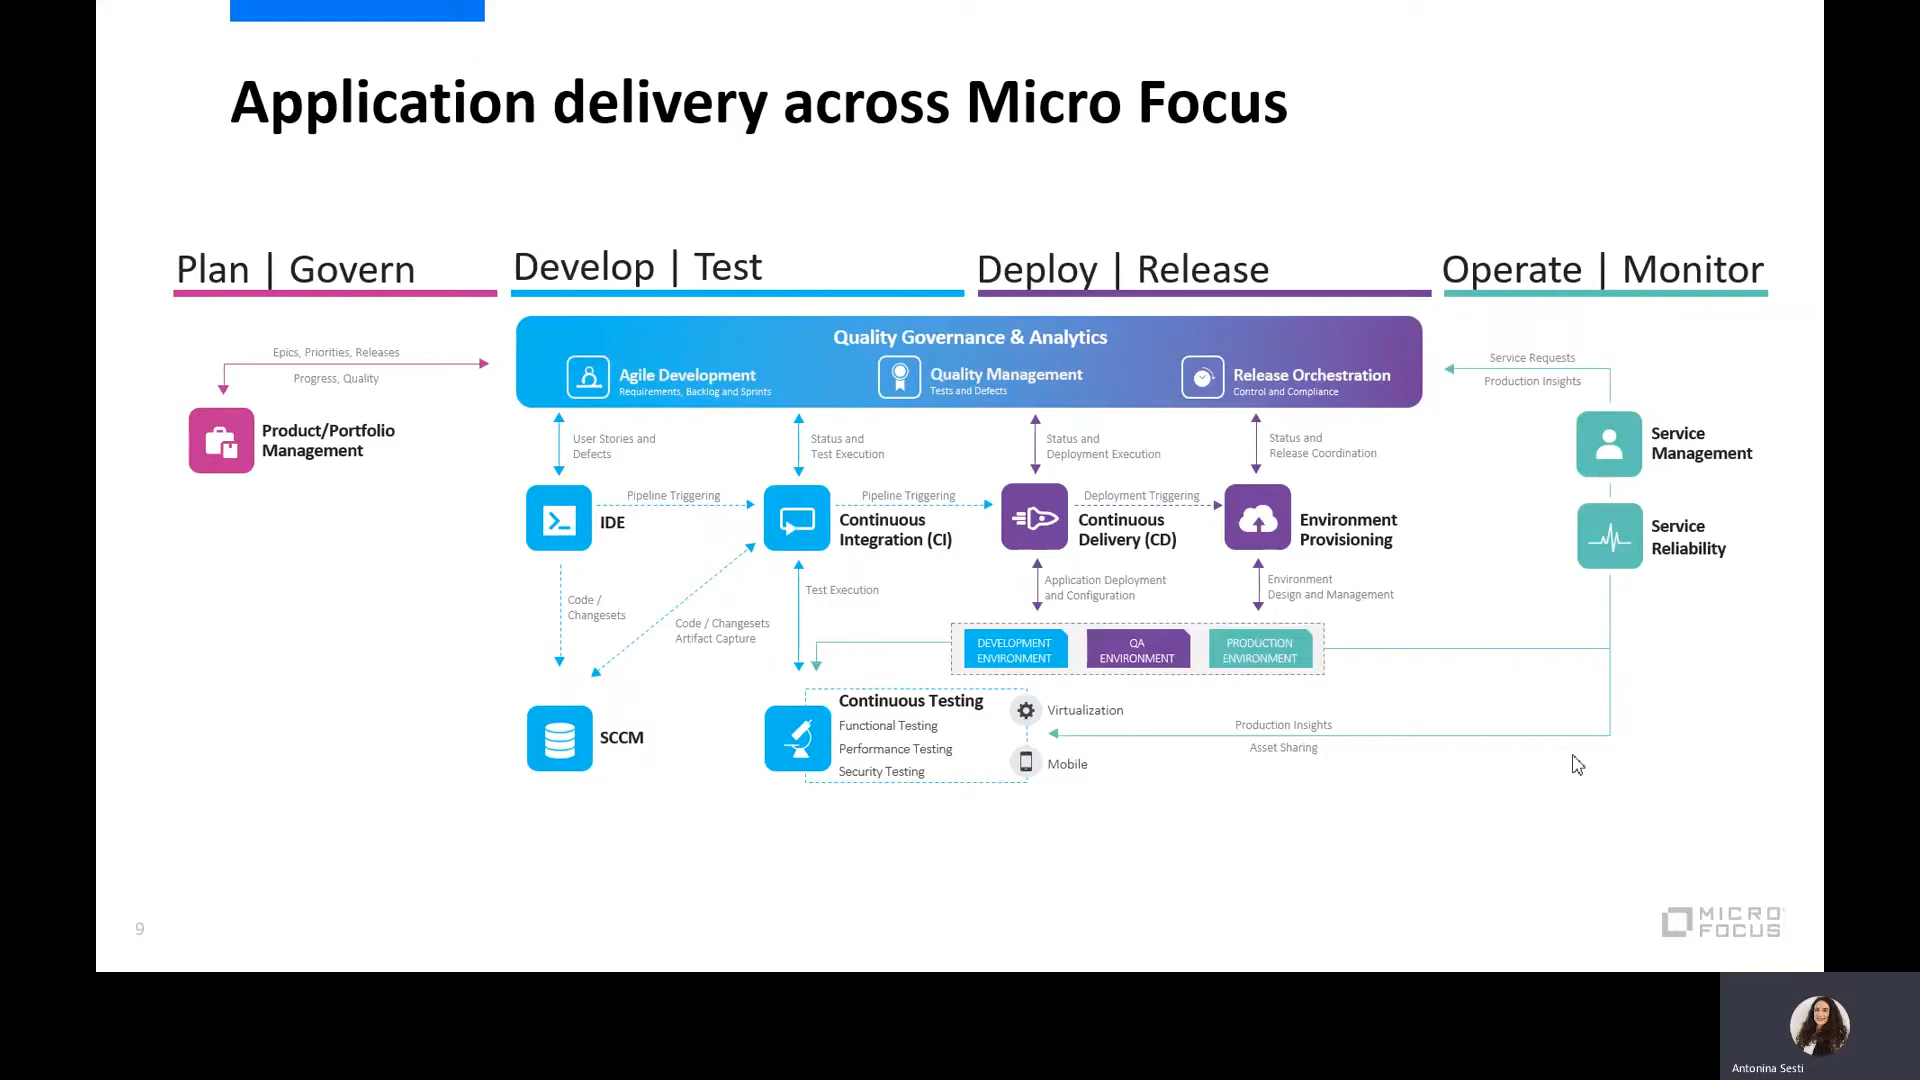 Application delivery across Micro Focus
Plan | Govern
Develop | Test
Deploy | Release
Operate | Monitor
Quality Governance & Analytics
Agile Development
Requirements, Backlog and Sprints
Quality Management
Tests and Defects
Release Orchestration
Control and Compliance
Epics, Priorities, Releases
Progress, Quality
Product/Portfolio
Management
Service Requests
Production Insights
Service
Management
Service
Reliability
User Stories and
Defects
Status and
Test Execution
Status and
Deployment Execution
Status and
Release Coordination
IDE
Pipeline Triggering
Continuous
Integration (CI)
Pipeline Triggering
Continuous
Delivery (CD)
Deployment Triggering
Environment
Provisioning
Code /
Changesets
Code / Changesets
Artifact Capture
Test Execution
Application Deployment
and Configuration
Environment
Design and Management
DEVELOPMENT
ENVIRONMENT
QA
ENVIRONMENT
PRODUCTION
ENVIRONMENT
SCCM
Continuous Testing
Functional Testing
Performance Testing
Security Testing
Virtualization
Mobile
Production Insights
Asset Sharing
9
MICRO
FOCUS
Antonina Sesti